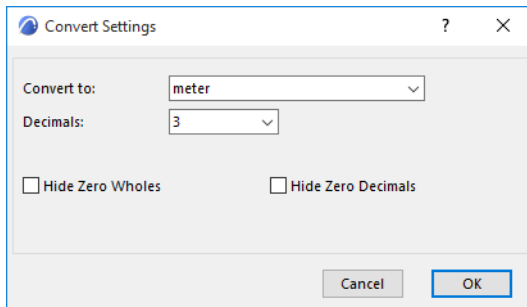 Convert Settings ?
Convert to: meter
Decimals: 3
Hide Zero Wholes Hide Zero Decimals
Cancel OK